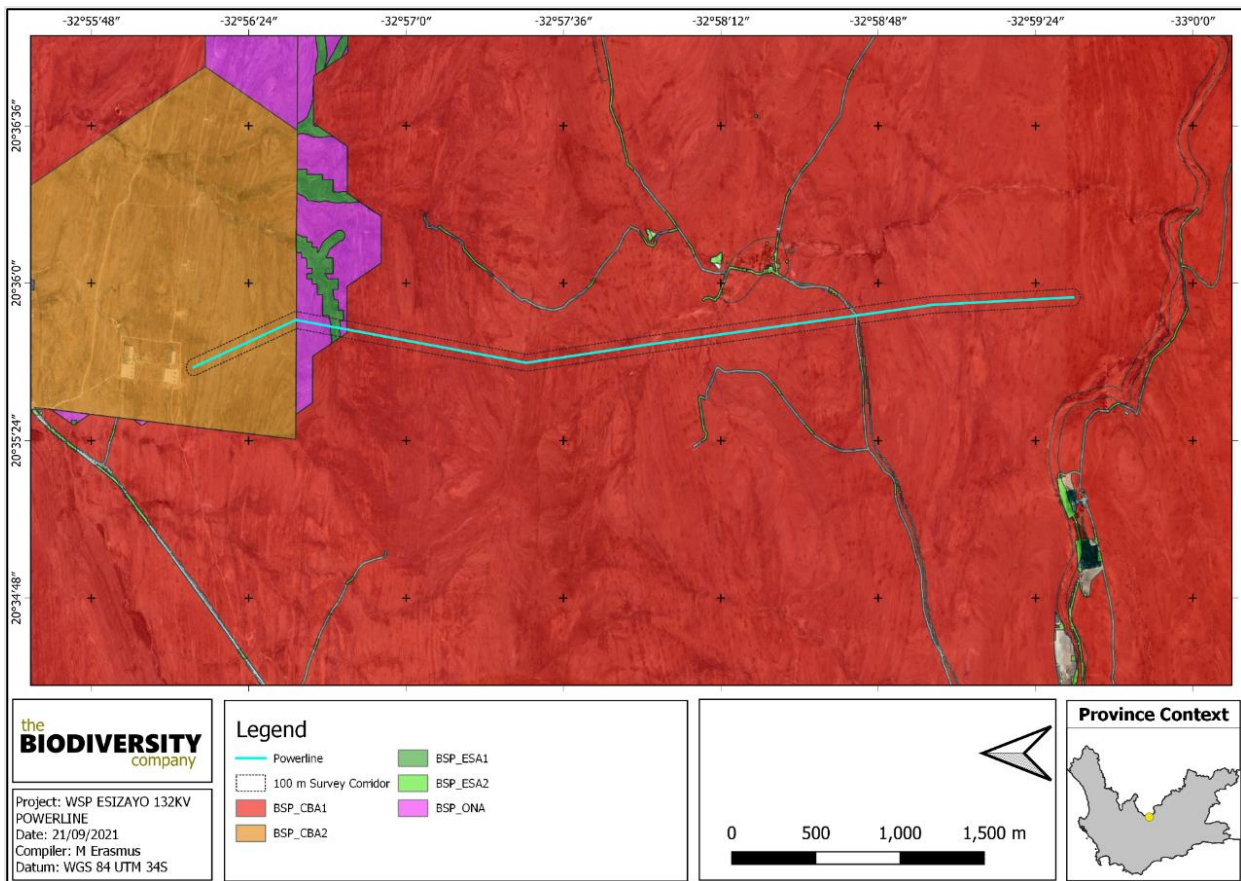 -32°55'48" -32°56'24" -32°57'0" -32°57'36" -32°58'12" -32°58'48" -32°59'24" -33°0'0"
20°36'36"
20°36'0"
20°35'24"
20°34'48"
the
BIODIVERSITY
company
Project: WSP ESIZAYO 132KV
POWERLINE
Date: 21/09/2021
Compiler: M Erasmus
Datum: WGS 84 UTM 34S
Legend
Powerline
100 m Survey Corridor
BSP_CBA1
BSP_CBA2
BSP_ESA1
BSP_ESA2
BSP_ONA
0 500 1,000 1,500 m
Province Context